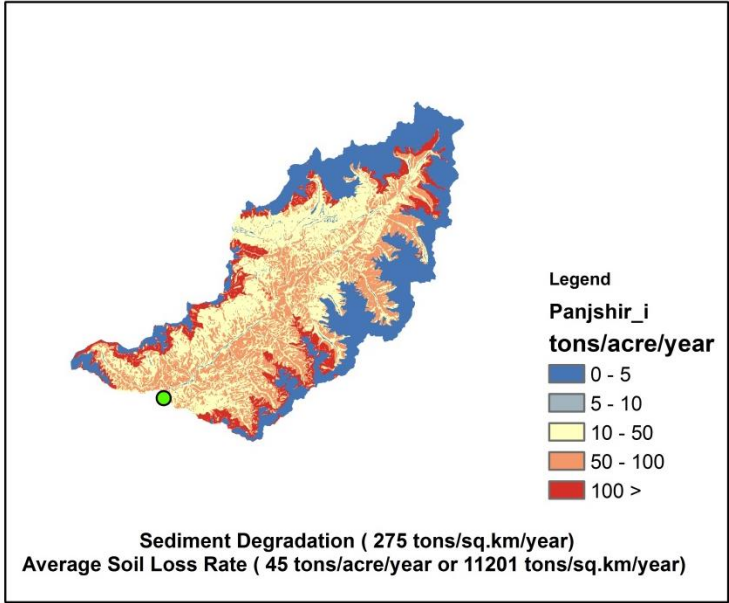 Legend
Panjshir_i
tons/acre/year
0 - 5
5 - 10
10 - 50
50 - 100
100 >
Sediment Degradation ( 275 tons/sq.km/year)
Average Soil Loss Rate ( 45 tons/acre/year or 11201 tons/sq.km/year)